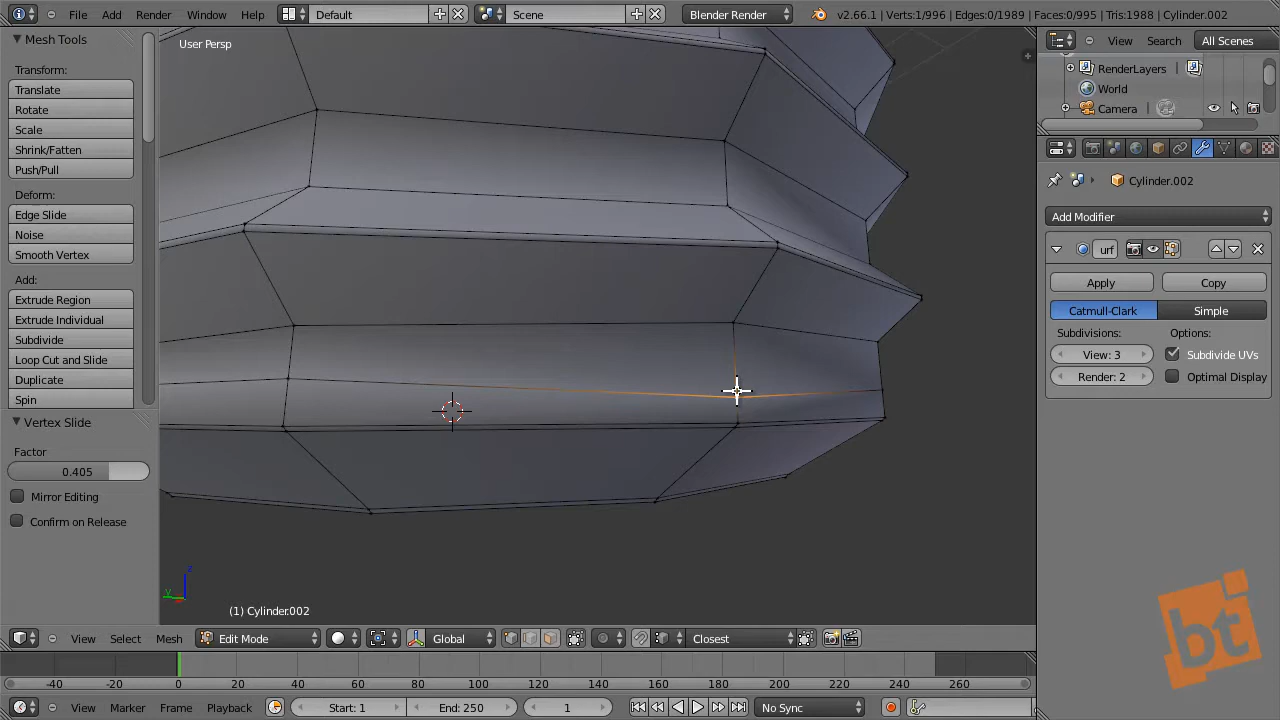 File Add Render Window Help Default Scene Blender Render v2.66.1 | Verts:1/996 | Edges:0/1989 | Faces:0/995 | Tris:1988 | Cylinder.002
Mesh Tools
Transform:
Translate
Rotate
Scale
Shrink/Fatten
Push/Pull
Deform:
Edge Slide
Noise
Smooth Vertex
Add:
Extrude Region
Extrude Individual
Subdivide
Loop Cut and Slide
Duplicate
Spin
Vertex Slide
Factor
0.405
Mirror Editing
Confirm on Release
User Persp
z
y
(1) Cylinder.002
View Search All Scenes
RenderLayers
World
Camera
Cylinder.002
Add Modifier
urf
Apply Copy
Catmull-Clark Simple
Subdivisions: Options:
View: 3 Subdivide UVs
Render: 2 Optimal Display
bt
View Select Mesh Edit Mode Global Closest
-40 -20 0 20 40 60 80 100 120 140 160 180 200 220 240 260
View Marker Frame Playback Start: 1 End: 250 1 No Sync